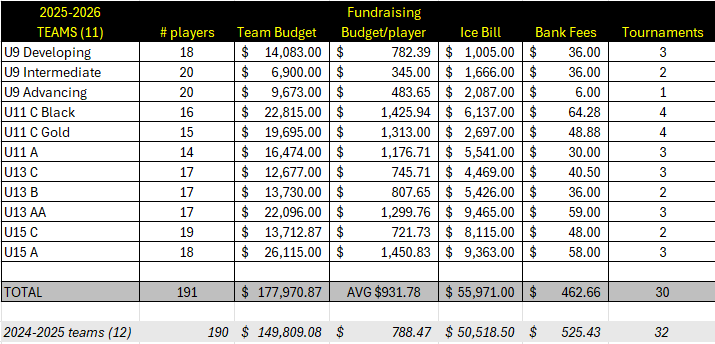 2025-2026 Fundraising
TEAMS (11) # players Team Budget Budget/player Ice Bill Bank Fees Tournaments
U9 Developing 18 $ 14,083.00 $ 782.39 $ 1,005.00 $ 36.00 3
U9 Intermediate 20 $ 6,900.00 $ 345.00 $ 1,666.00 $ 36.00 2
U9 Advancing 20 $ 9,673.00 $ 483.65 $ 2,087.00 $ 6.00 1
U11 C Black 16 $ 22,815.00 $ 1,425.94 $ 6,137.00 $ 64.28 4
U11 C Gold 15 $ 19,695.00 $ 1,313.00 $ 2,697.00 $ 48.88 4
U11 A 14 $ 16,474.00 $ 1,176.71 $ 5,541.00 $ 30.00 3
U13 C 17 $ 12,677.00 $ 745.71 $ 4,469.00 $ 40.50 3
U13 B 17 $ 13,730.00 $ 807.65 $ 5,426.00 $ 36.00 2
U13 AA 17 $ 22,096.00 $ 1,299.76 $ 9,465.00 $ 59.00 3
U15 C 19 $ 13,712.87 $ 721.73 $ 8,115.00 $ 48.00 2
U15 A 18 $ 26,115.00 $ 1,450.83 $ 9,363.00 $ 58.00 3
TOTAL 191 $ 177,970.87 AVG $931.78 $ 55,971.00 $ 462.66 30
2024-2025 teams (12) 190 $ 149,809.08 $ 788.47 $ 50,518.50 $ 525.43 32